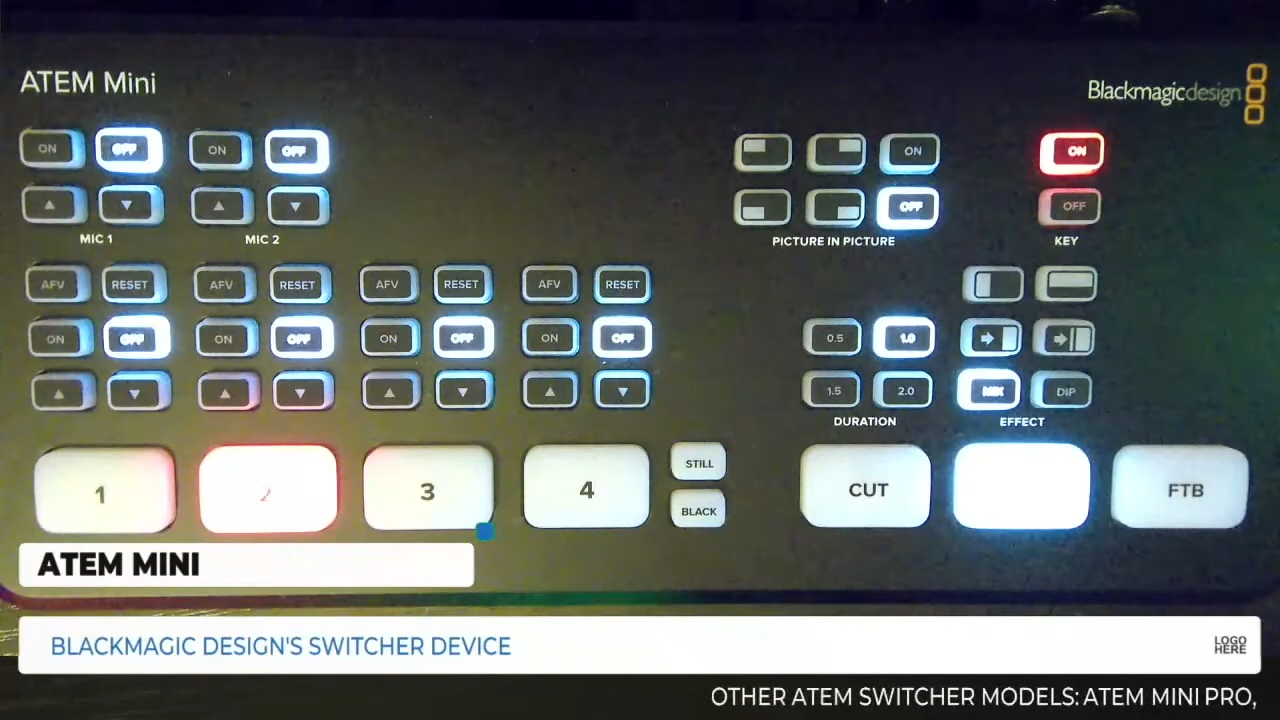 ATEM Mini
Blackmagicdesign
ON OFF ON OFF
ON ON
OFF OFF
MIC 1 MIC 2
PICTURE IN PICTURE KEY
AFV RESET AFV RESET AFV RESET AFV RESET
ON OFF ON OFF ON OFF ON OFF
0.5 1.0
1.5 2.0 MIX DIP
DURATION EFFECT
1 2 3 4
STILL
BLACK
CUT FTB
ATEM MINI
BLACKMAGIC DESIGN'S SWITCHER DEVICE
LOGO
HERE
OTHER ATEM SWITCHER MODELS: ATEM MINI PRO,